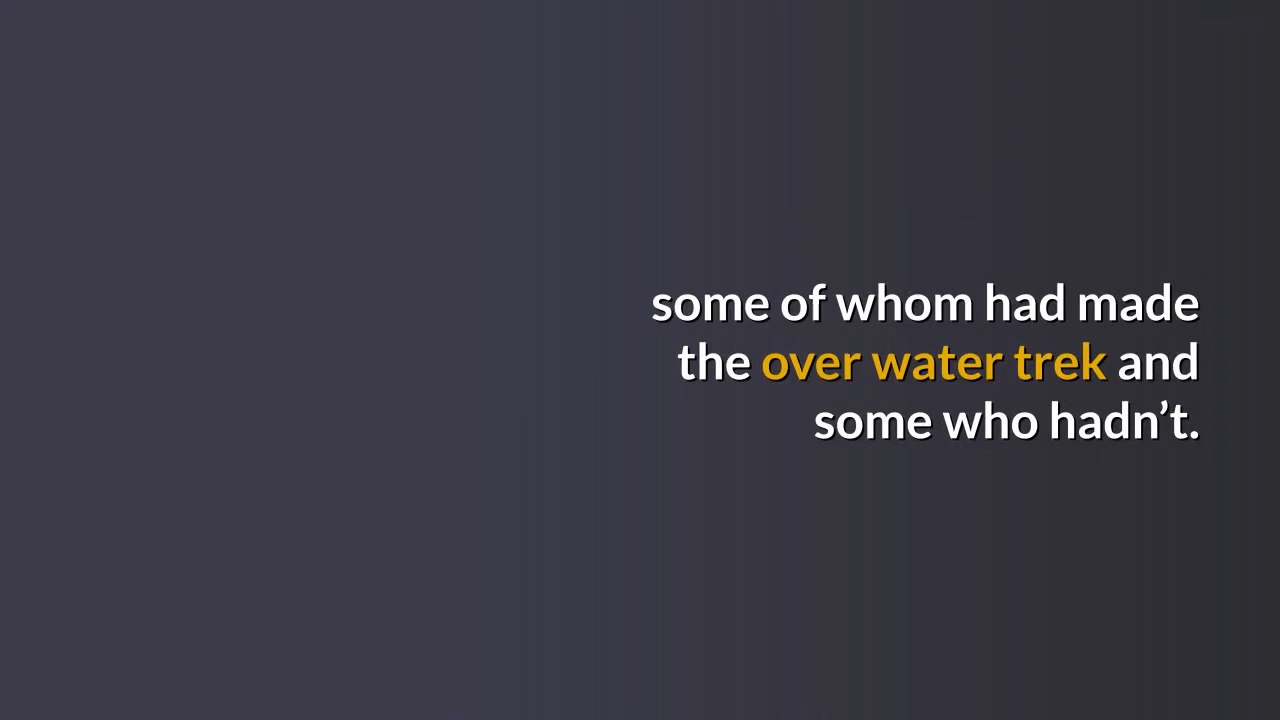 some of whom had made
the over water trek and
some who hadn’t.